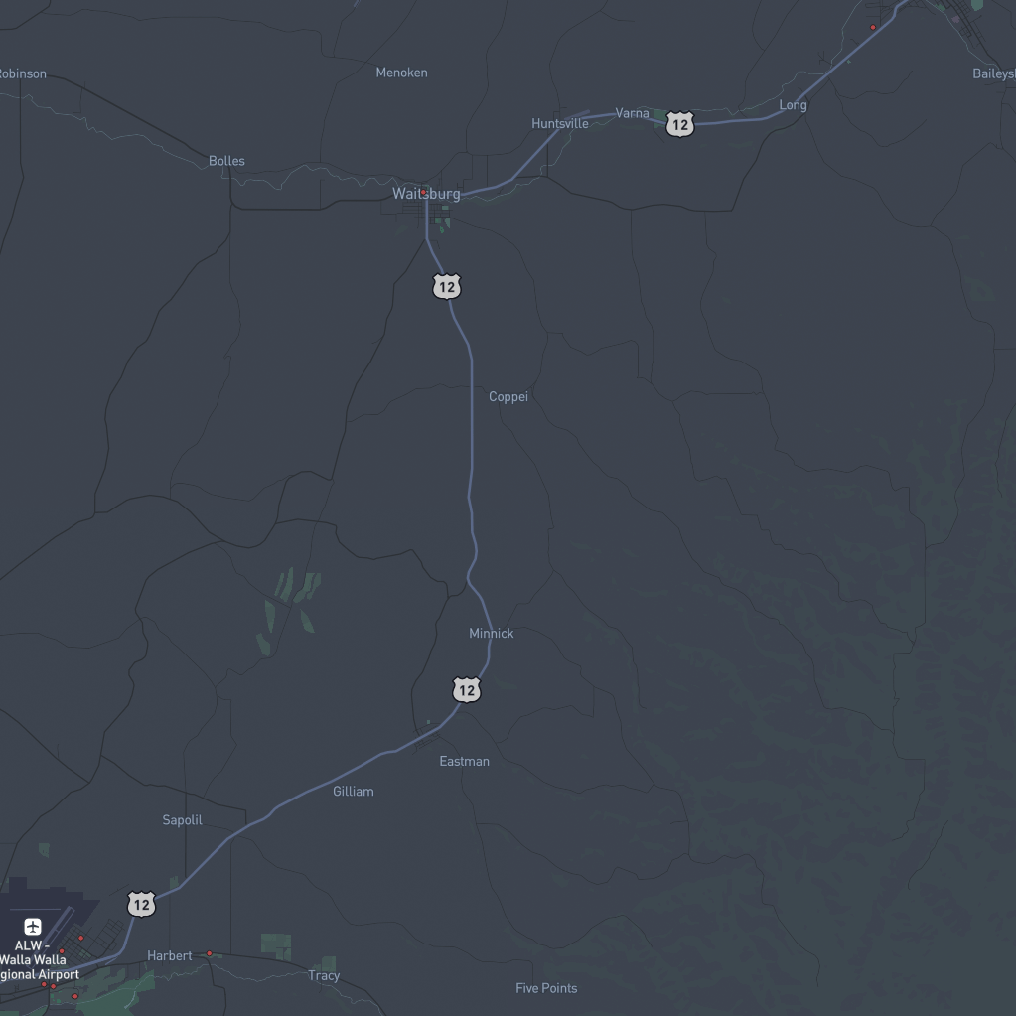 Robinson
Menoken
Daileysb
Lorg
Varna
12
Huntsville
Bolles
Waitsburg
12
Coppei
Minnick
12
Eastman
Gilliam
Sapolil
12
ALW -
Walla Walla
gional Airport
Harbert
Tracy
Five Points